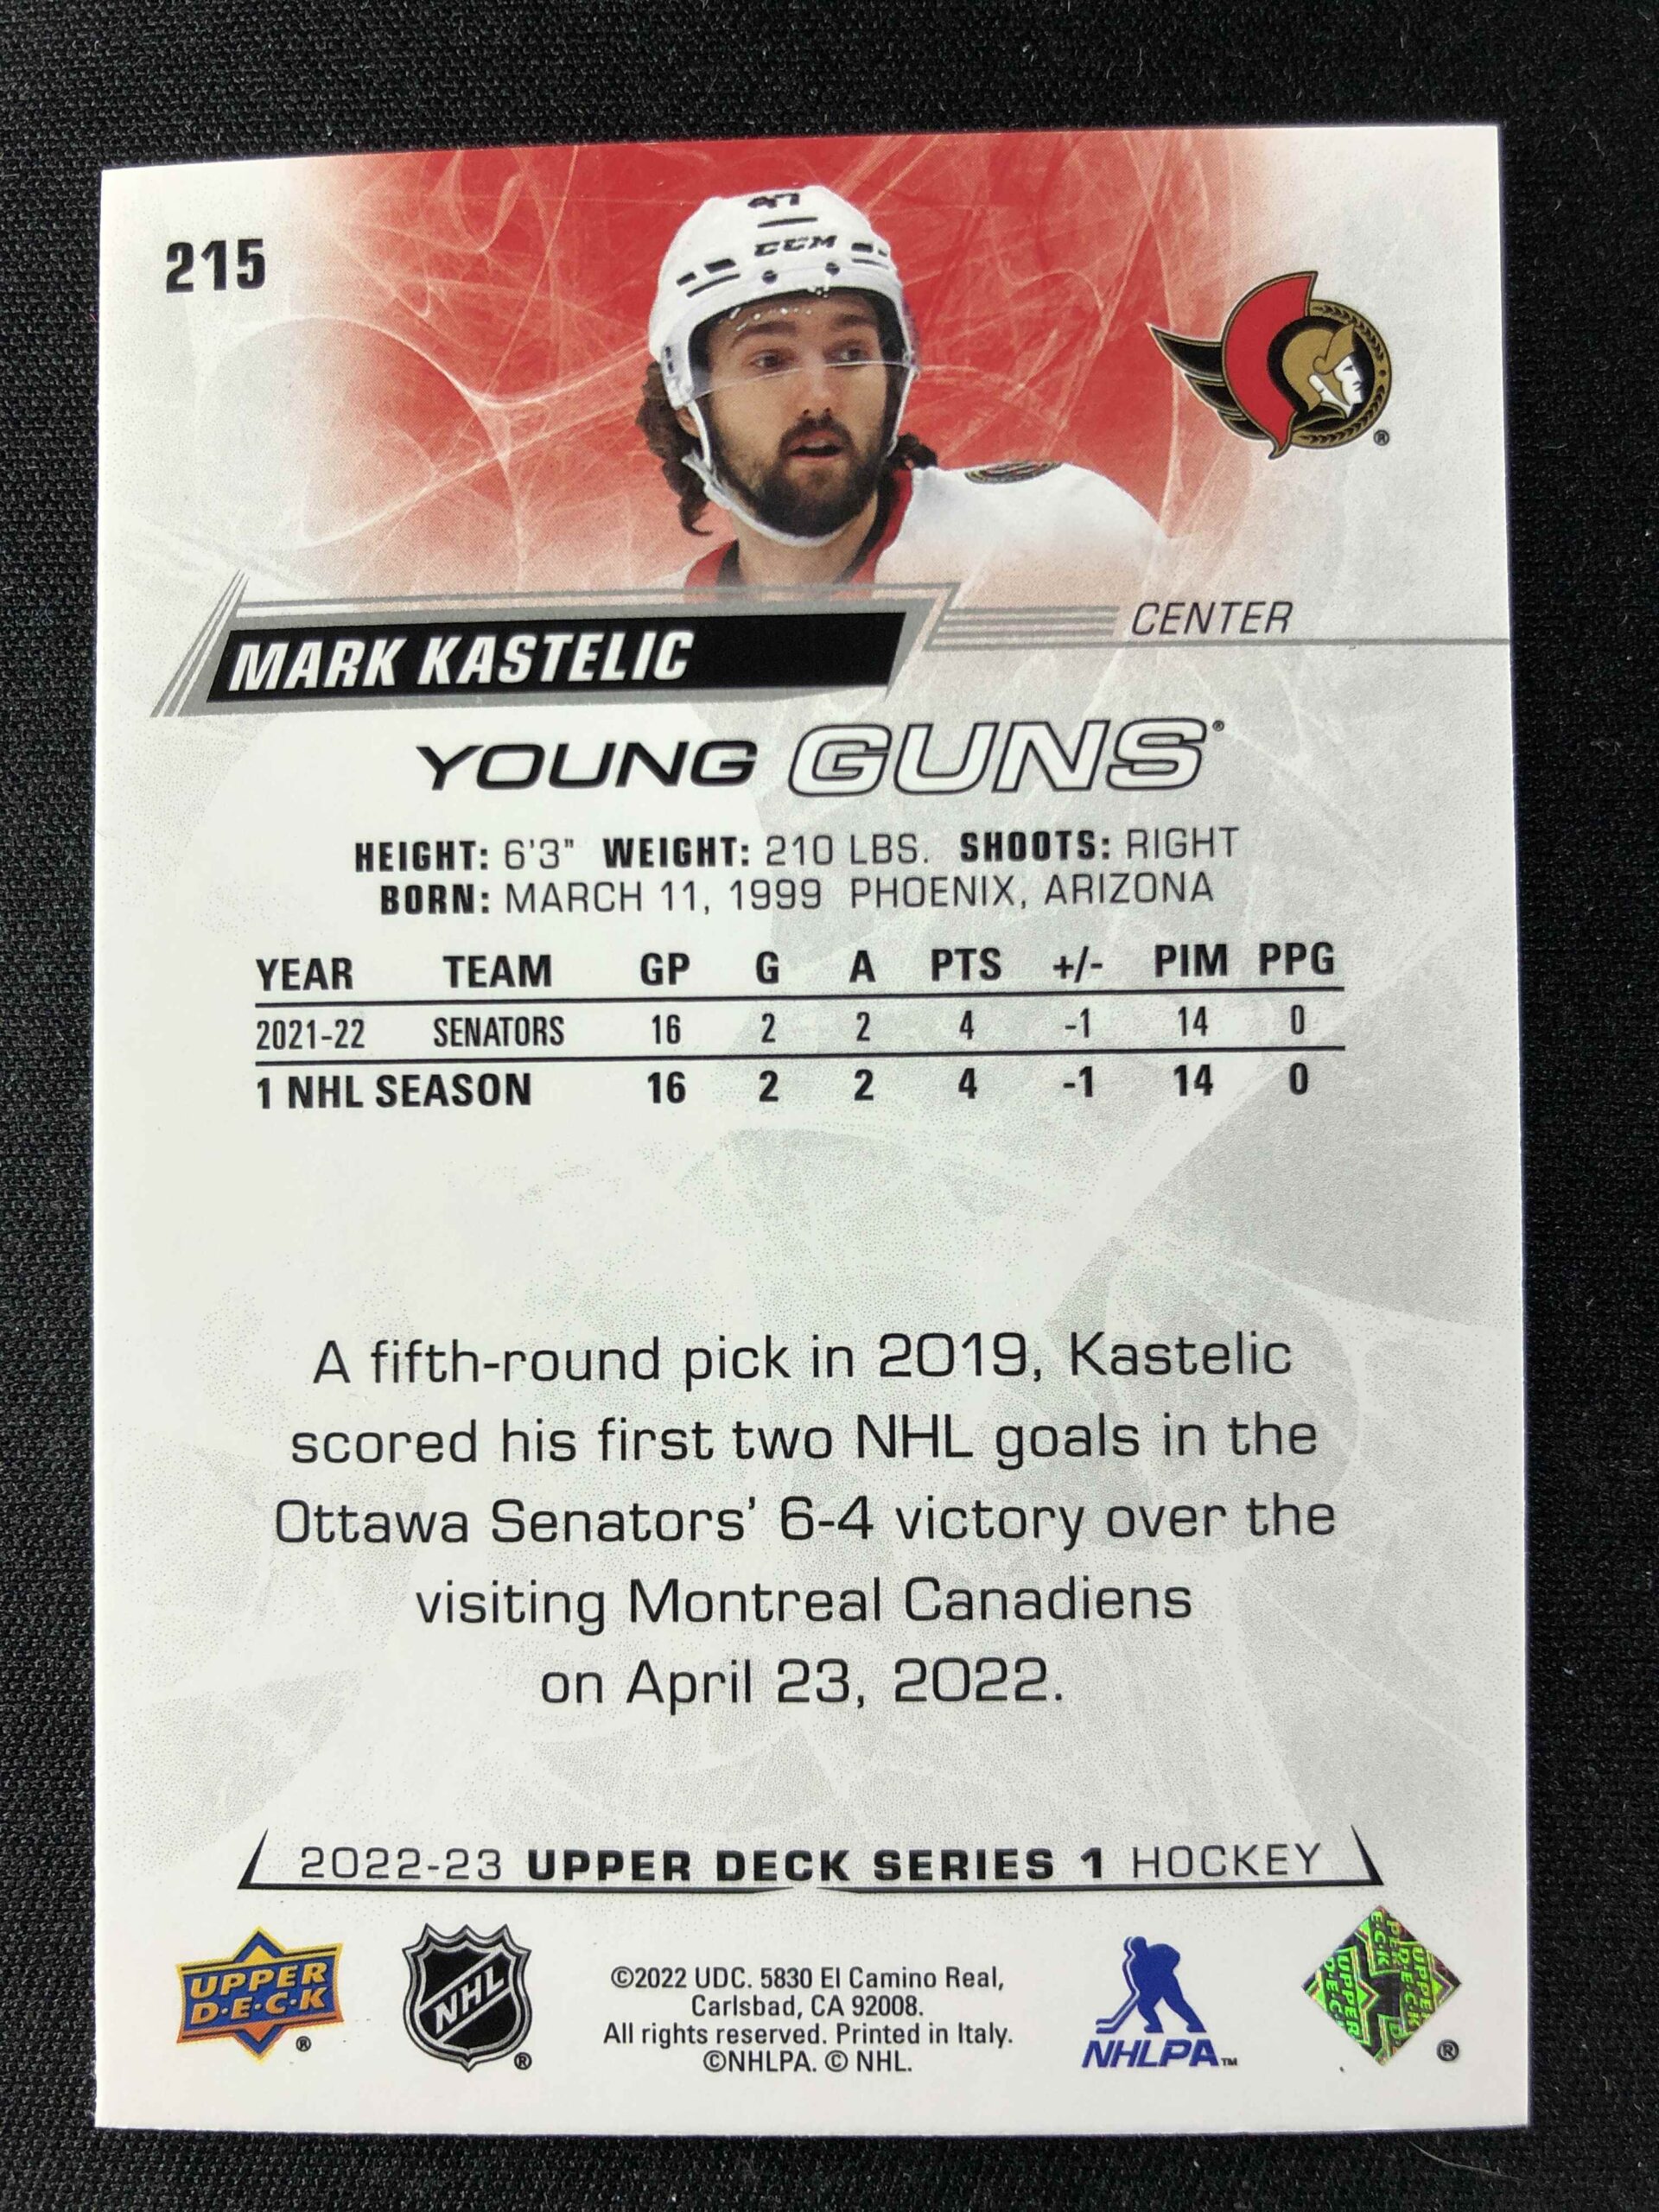 215
47
CCM
MARK KASTELIC
CENTER
YOUNG GUNS®
HEIGHT: 6'3" WEIGHT: 210 LBS. SHOOTS: RIGHT
BORN: MARCH 11, 1999 PHOENIX, ARIZONA
YEAR TEAM GP G A PTS +/- PIM PPG
2021-22 SENATORS 16 2 2 4 -1 14 0
1 NHL SEASON 16 2 2 4 -1 14 0
A fifth-round pick in 2019, Kastelic
scored his first two NHL goals in the
Ottawa Senators' 6-4 victory over the
visiting Montreal Canadiens
on April 23, 2022.
2022-23 UPPER DECK SERIES 1 HOCKEY
UPPER
D·E·C·K
®
NHL
®
©2022 UDC. 5830 El Camino Real,
Carlsbad, CA 92008.
All rights reserved. Printed in Italy.
©NHLPA. © NHL.
NHLPA™
UPPER
®